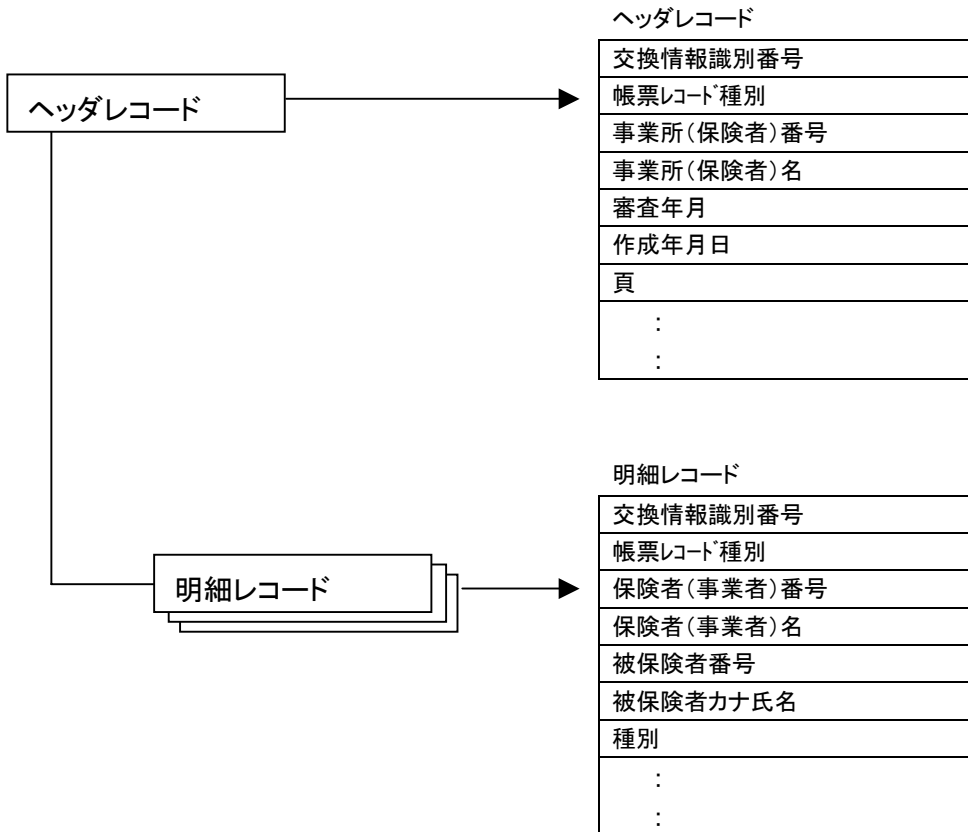 ヘッダレコード
ヘッダレコード
交換情報識別番号
帳票ﾚｺｰﾄﾞ種別
事業所（保険者）番号
事業所（保険者）名
審査年月
作成年月日
頁
:
:
明細レコード
明細レコード
交換情報識別番号
帳票ﾚｺｰﾄﾞ種別
保険者（事業者）番号
保険者（事業者）名
被保険者番号
被保険者カナ氏名
種別
:
: